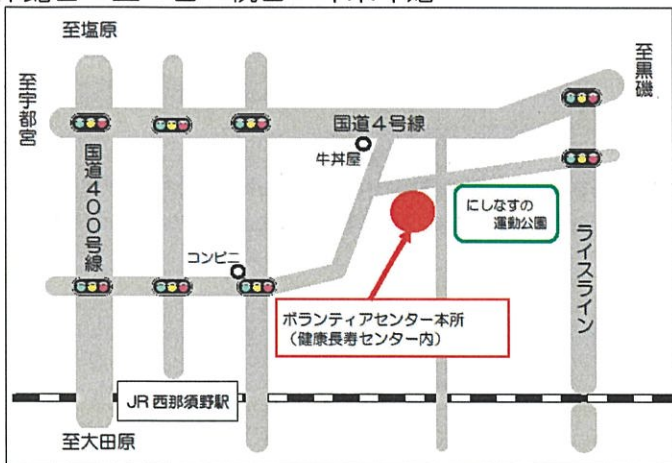 至塩原
至黒磯
至宇都宮
国道4号線
牛丼屋
国道400号線
にしなすの
運動公園
コンビニ
ライスライン
ボランティアセンター本所
（健康長寿センター内）
JR西那須野駅
至大田原